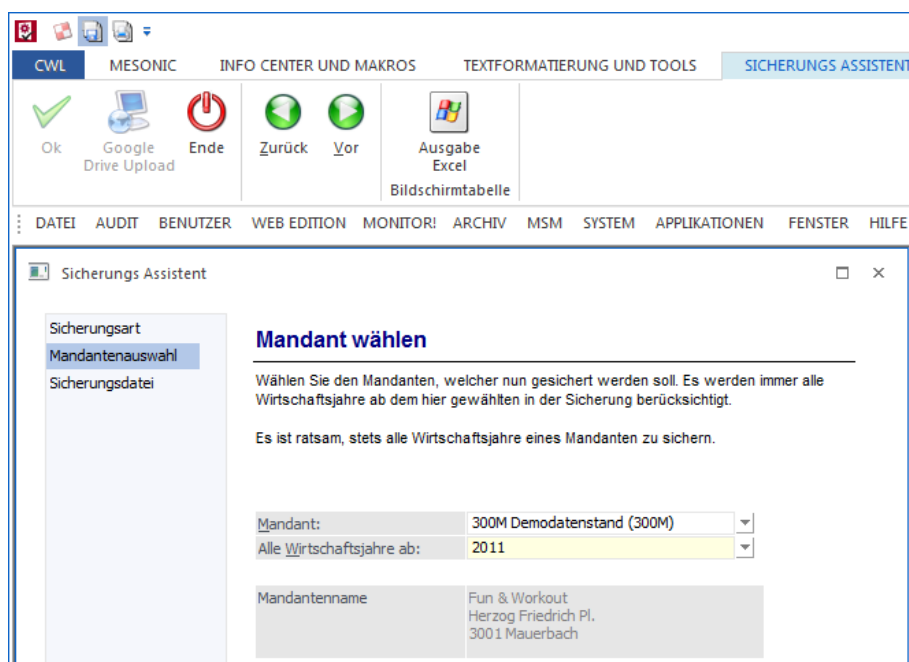 CWL MESONIC INFO CENTER UND MAKROS TEXTFORMATIERUNG UND TOOLS SICHERUNGS ASSISTENT
Ok Google Drive Upload Ende Zurück Vor Ausgabe Excel
Bildschirmtabelle
DATEI AUDIT BENUTZER WEB EDITION MONITOR! ARCHIV MSM SYSTEM APPLIKATIONEN FENSTER HILFE
Sicherungs Assistent
Sicherungsart
Mandantenauswahl
Sicherungsdatei
Mandant wählen
Wählen Sie den Mandanten, welcher nun gesichert werden soll. Es werden immer alle
Wirtschaftsjahre ab dem hier gewählten in der Sicherung berücksichtigt.
Es ist ratsam, stets alle Wirtschaftsjahre eines Mandanten zu sichern.
Mandant: 300M Demodatenstand (300M)
Alle Wirtschaftsjahre ab: 2011
Mandantenname Fun & Workout
Herzog Friedrich Pl.
3001 Mauerbach